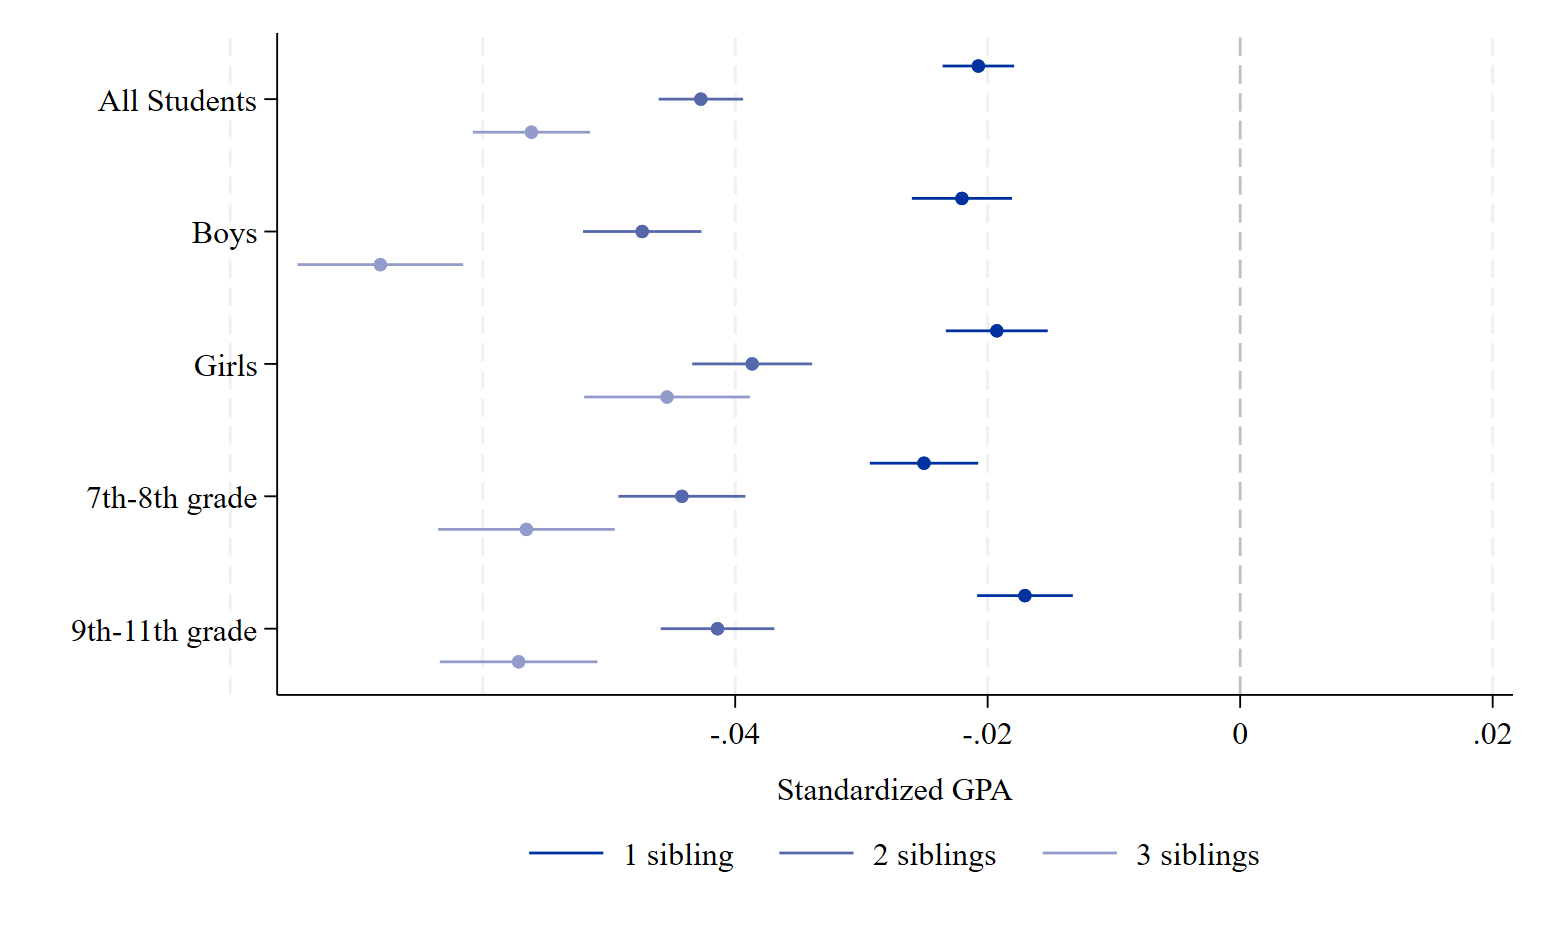 All Students
Boys
Girls
7th-8th grade
9th-11th grade
-.04 -.02 0 .02
Standardized GPA
1 sibling 2 siblings 3 siblings